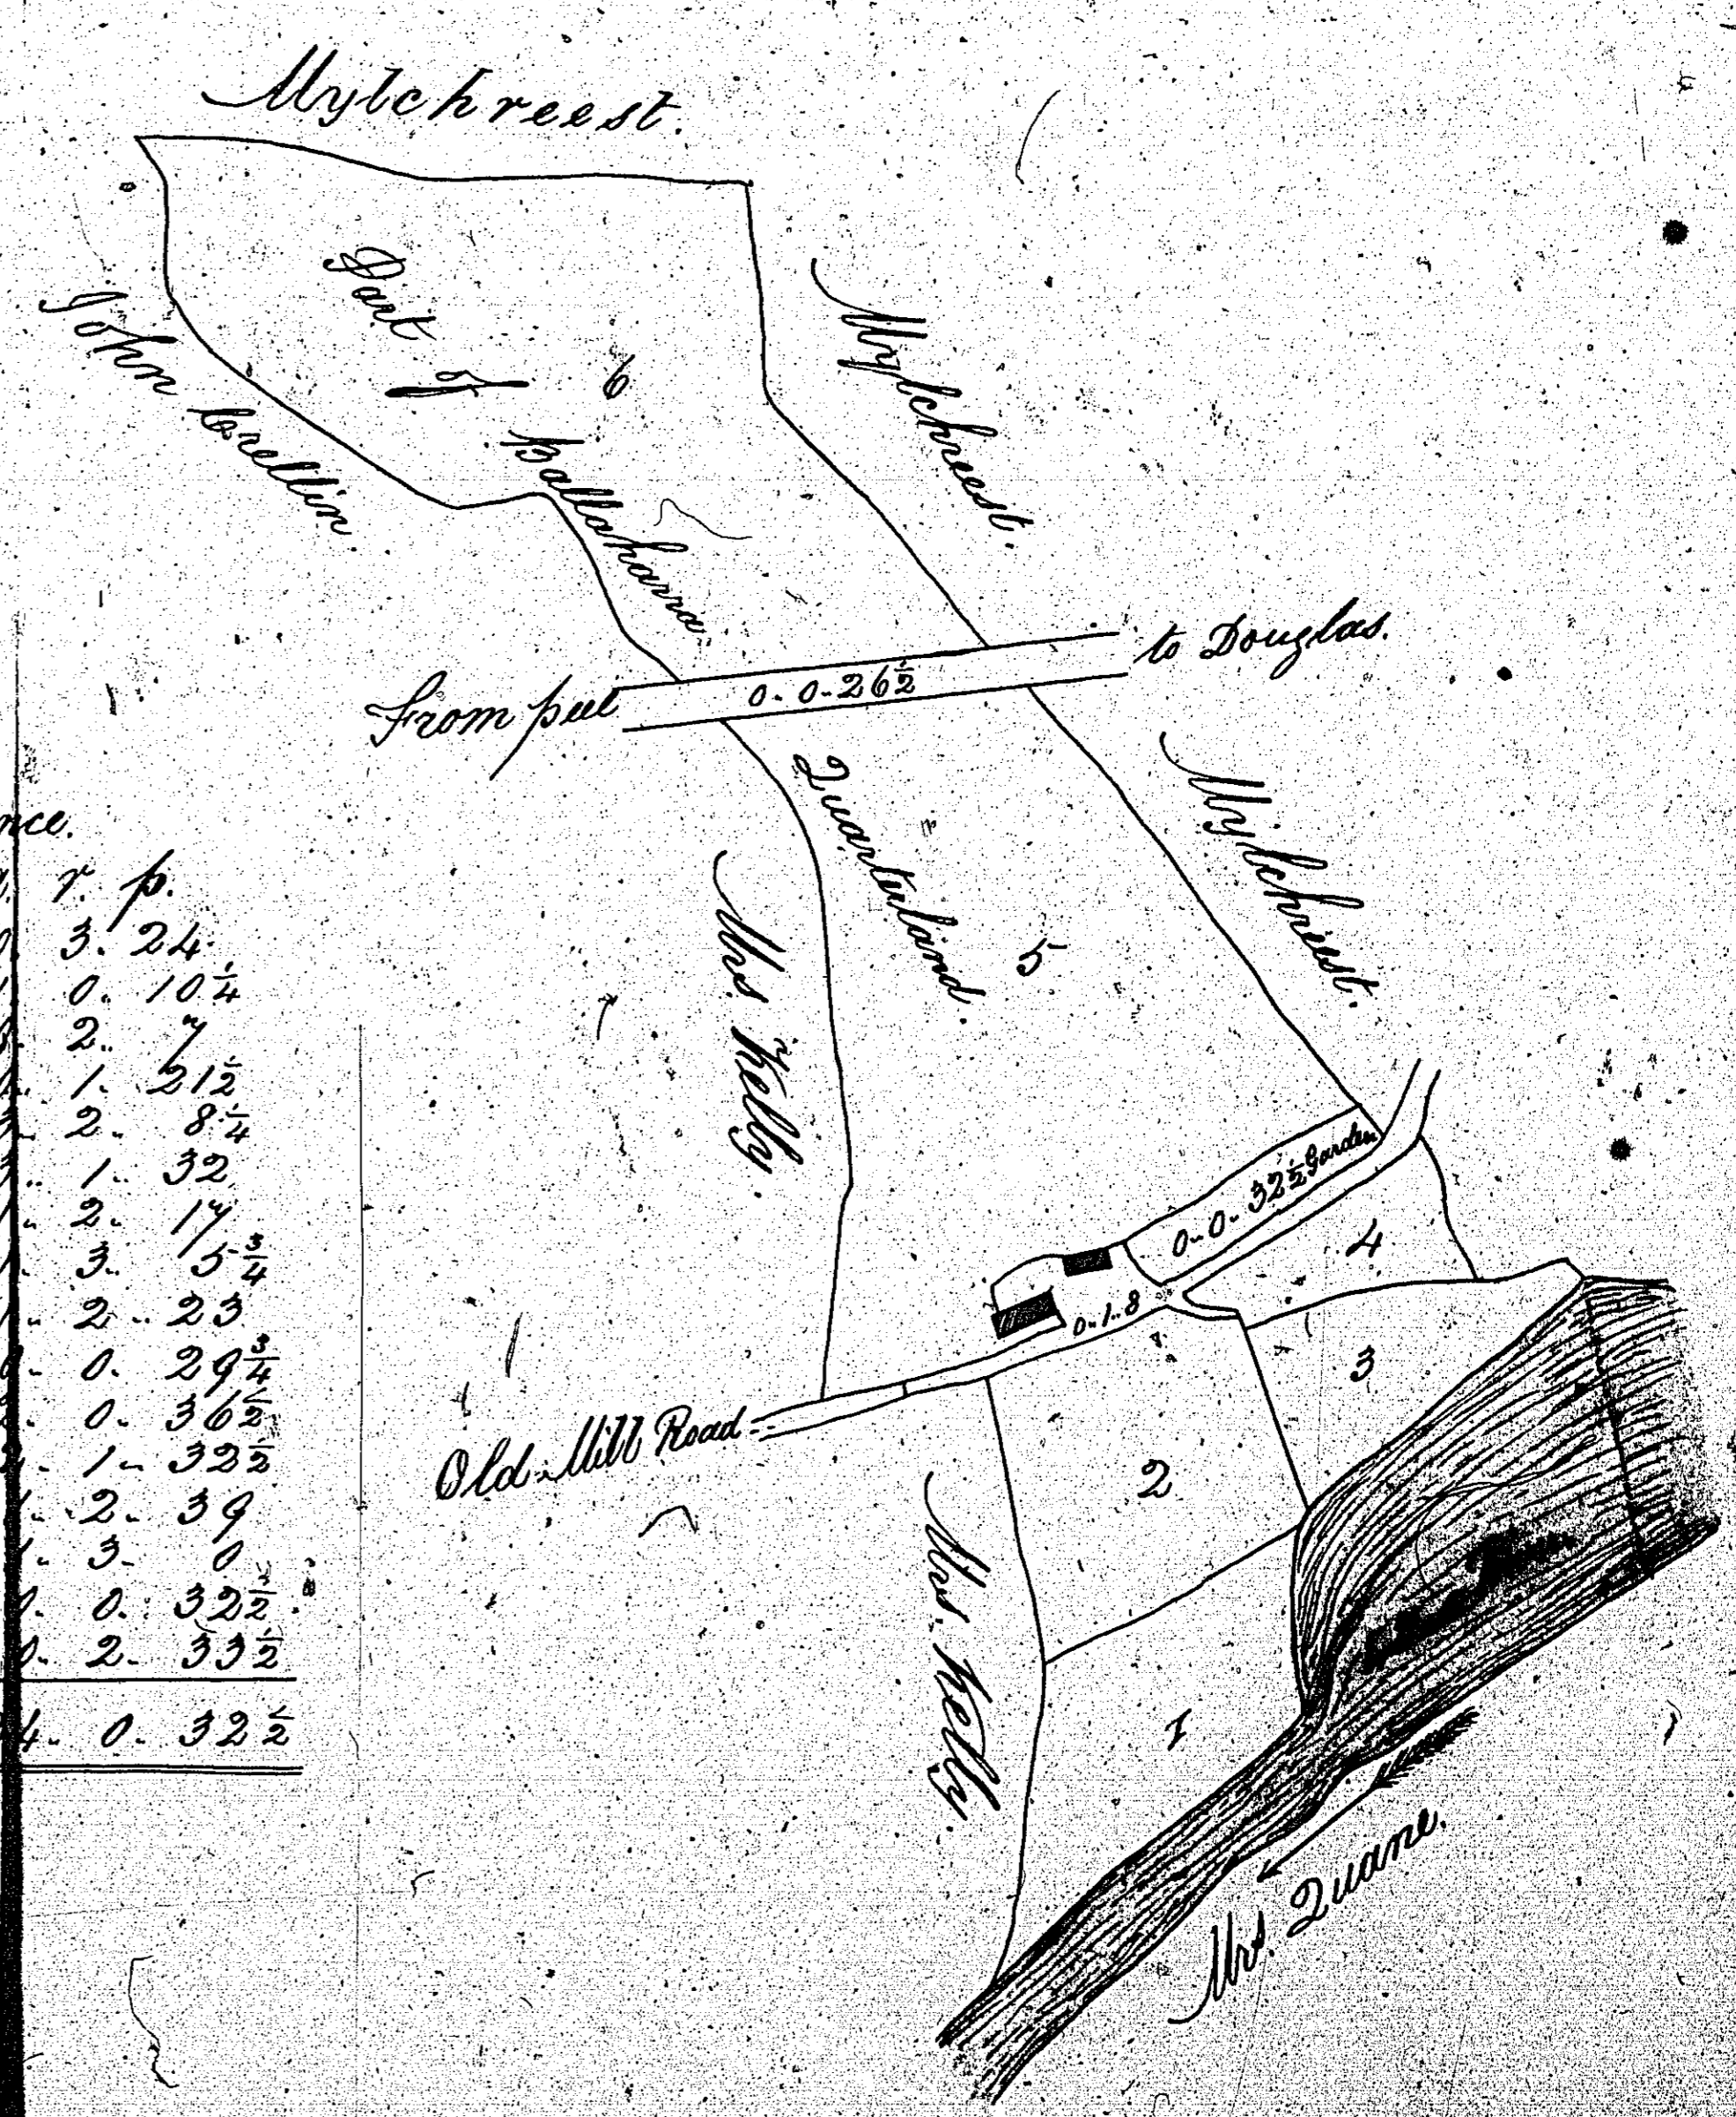 Mylchreest.
John Crellin.
Part
of
Ballaharra
6
Mylchreest.
From peel
0. 0. 26½
to Douglas.
Quarterland.
5
Mylchreest.
Mrs. Kelly.
r. p.
3. 24
0. 10¼
2. 7
1. 21½
2. 8¼
1. 32
2. 17
3. 5¾
2. 23
0. 29¾
0. 36½
1. 32½
2. 39
3. 0
0. 32½
2. 33½
4. 0. 32½
0. 0. 32½ Garden
0. 1. 8
4
3
Old Mill Road
2
Mrs. Kelly.
1
Mrs. Quane.